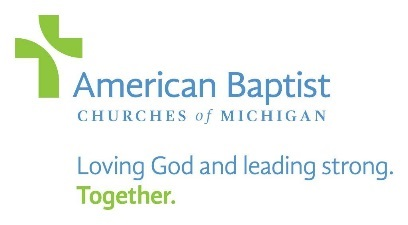 American Baptist
CHURCHES of MICHIGAN
Loving God and leading strong.
Together.